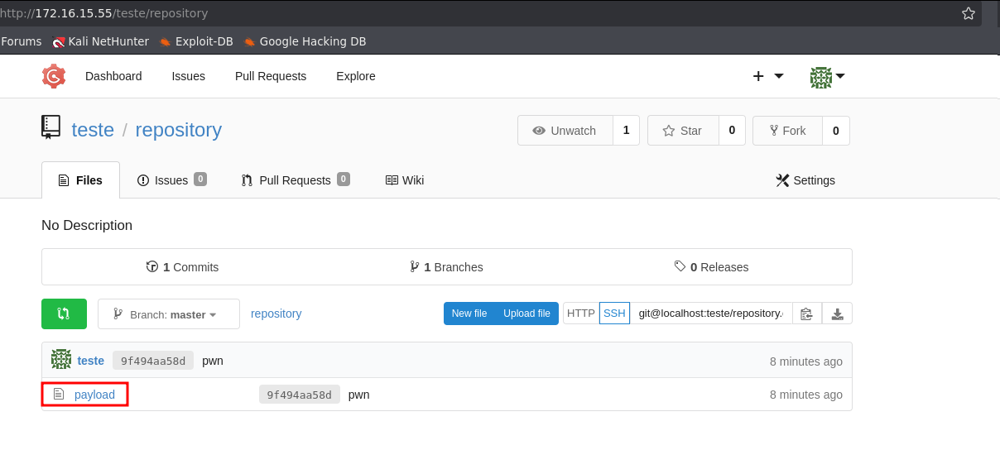 http://172.16.15.55/teste/repository
Forums Kali NetHunter Exploit-DB Google Hacking DB
Dashboard Issues Pull Requests Explore +
teste / repository Unwatch 1 Star 0 Fork 0
Files Issues 0 Pull Requests 0 Wiki Settings
No Description
1 Commits 1 Branches 0 Releases
Branch: master repository New file Upload file HTTP SSH git@localhost:teste/repository.
teste 9f494aa58d pwn 8 minutes ago
payload 9f494aa58d pwn 8 minutes ago